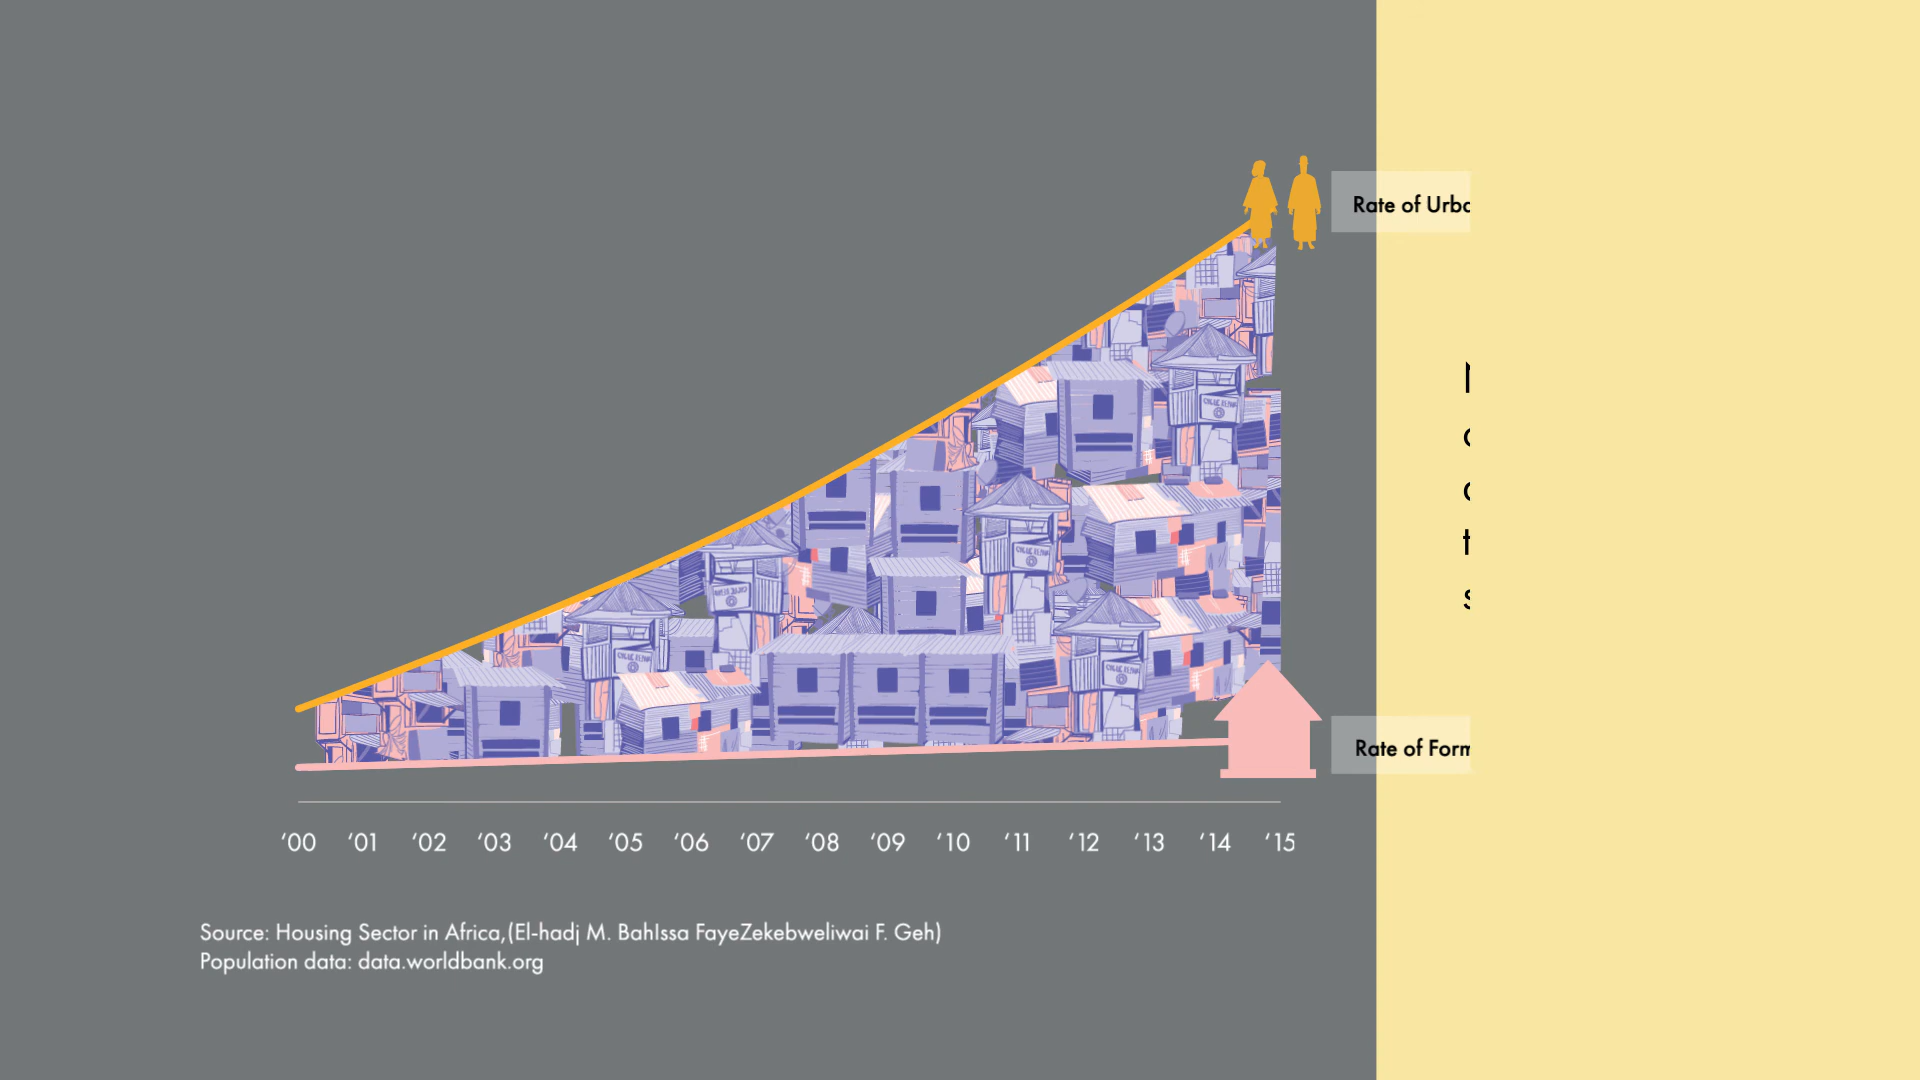 Rate of Urba
Rate of Form
‘00 ‘01 ‘02 ‘03 ‘04 ‘05 ‘06 ‘07 ‘08 ‘09 ‘10 ‘11 ‘12 ‘13 ‘14 ‘15
Source: Housing Sector in Africa,(El-hadj M. BahIssa FayeZekebweliwai F. Geh)
Population data: data.worldbank.org